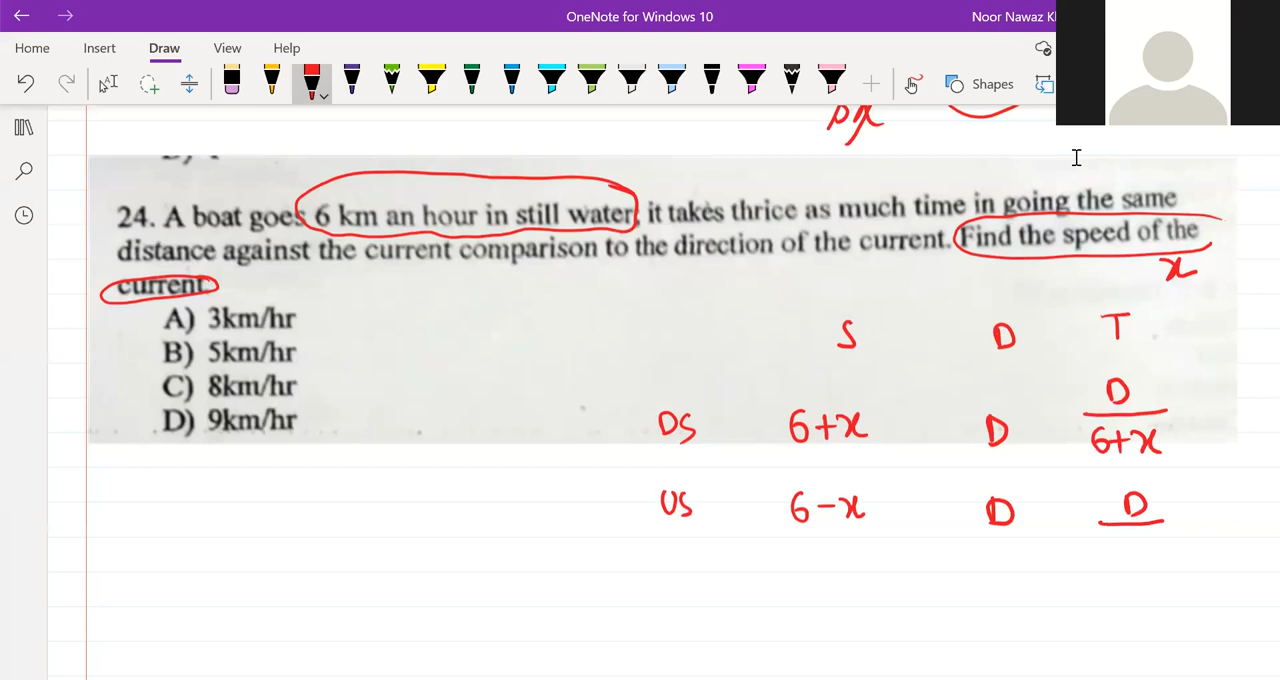 OneNote for Windows 10
Noor Nawaz Kh
Home Insert Draw View Help
Shapes
px
24. A boat goes 6 km an hour in still water, it takes thrice as much time in going the same
distance against the current comparison to the direction of the current. Find the speed of the
current
x
A) 3km/hr
B) 5km/hr
C) 8km/hr
D) 9km/hr
S D T
DS 6+x D D/6+x
US 6-x D D